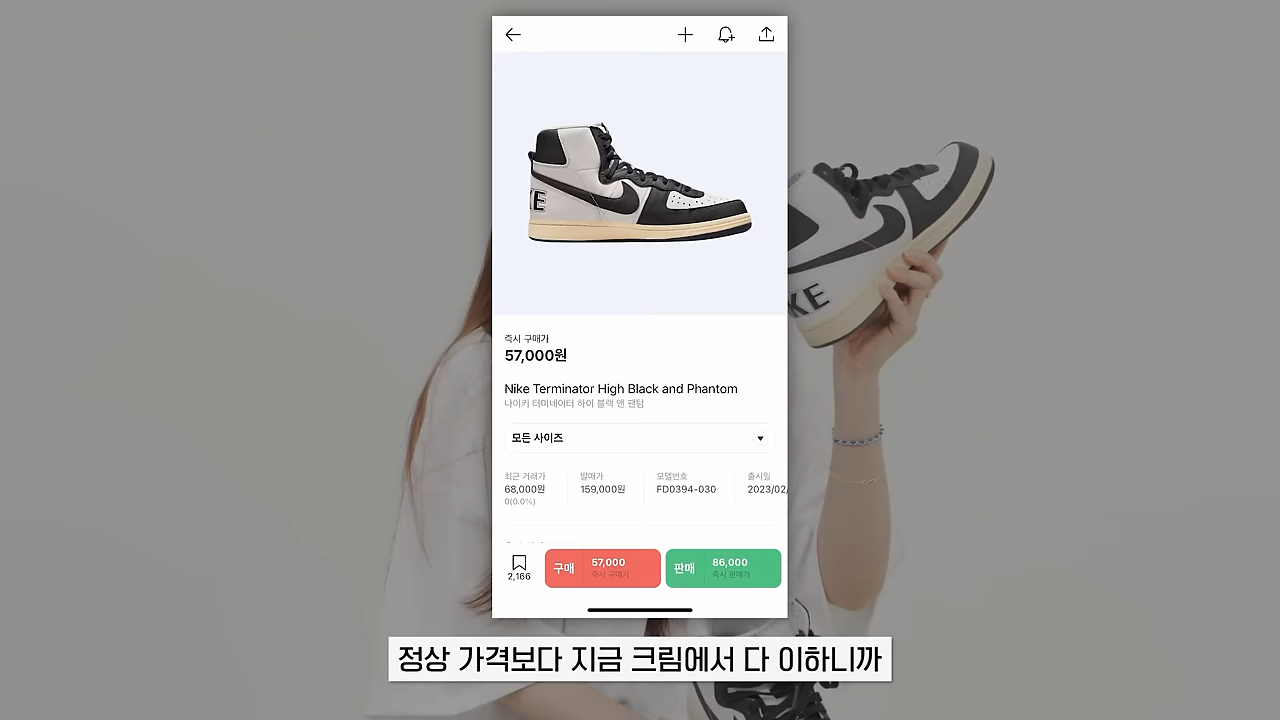 KE
즉시 구매가
57,000원
Nike Terminator High Black and Phantom
나이키 터미네이터 하이 블랙 앤 팬텀
모든 사이즈
최근 거래가 발매가 모델번호 출시일
68,000원 159,000원 FD0394-030 2023/02/
0(0.0%)
2,166
구매 57,000
즉시 구매가
판매 86,000
즉시 판매가
KE
정상 가격보다 지금 크림에서 다 이하니까